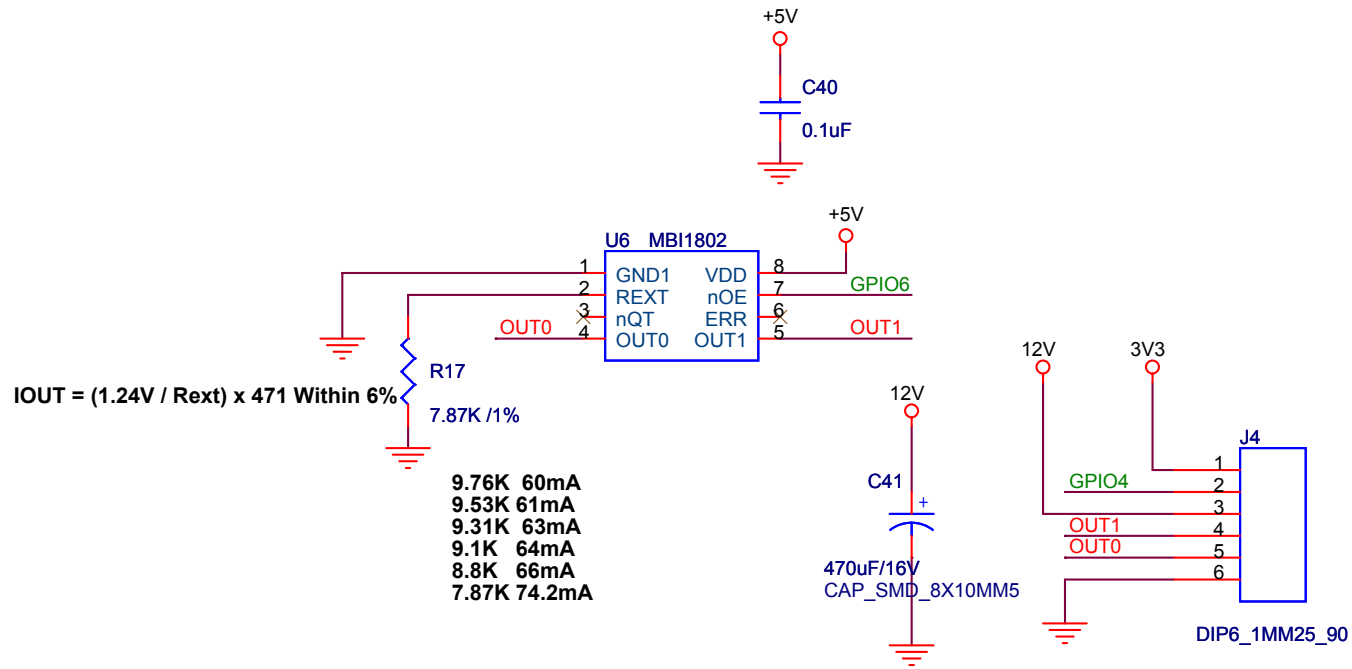 +5V
C40
0.1uF
+5V
U6 MBI1802
1 GND1 VDD 8
2 REXT nOE 7 GPIO6
3 nQT ERR 6
OUT0 4 OUT0 OUT1 5 OUT1
R17
IOUT = (1.24V / Rext) x 471 Within 6%
7.87K /1%
9.76K 60mA
9.53K 61mA
9.31K 63mA
9.1K 64mA
8.8K 66mA
7.87K 74.2mA
12V
C41
+
470uF/16V
CAP_SMD_8X10MM5
12V
3V3
J4
1
GPIO4 2
3
OUT1 4
OUT0 5
6
DIP6_1MM25_90